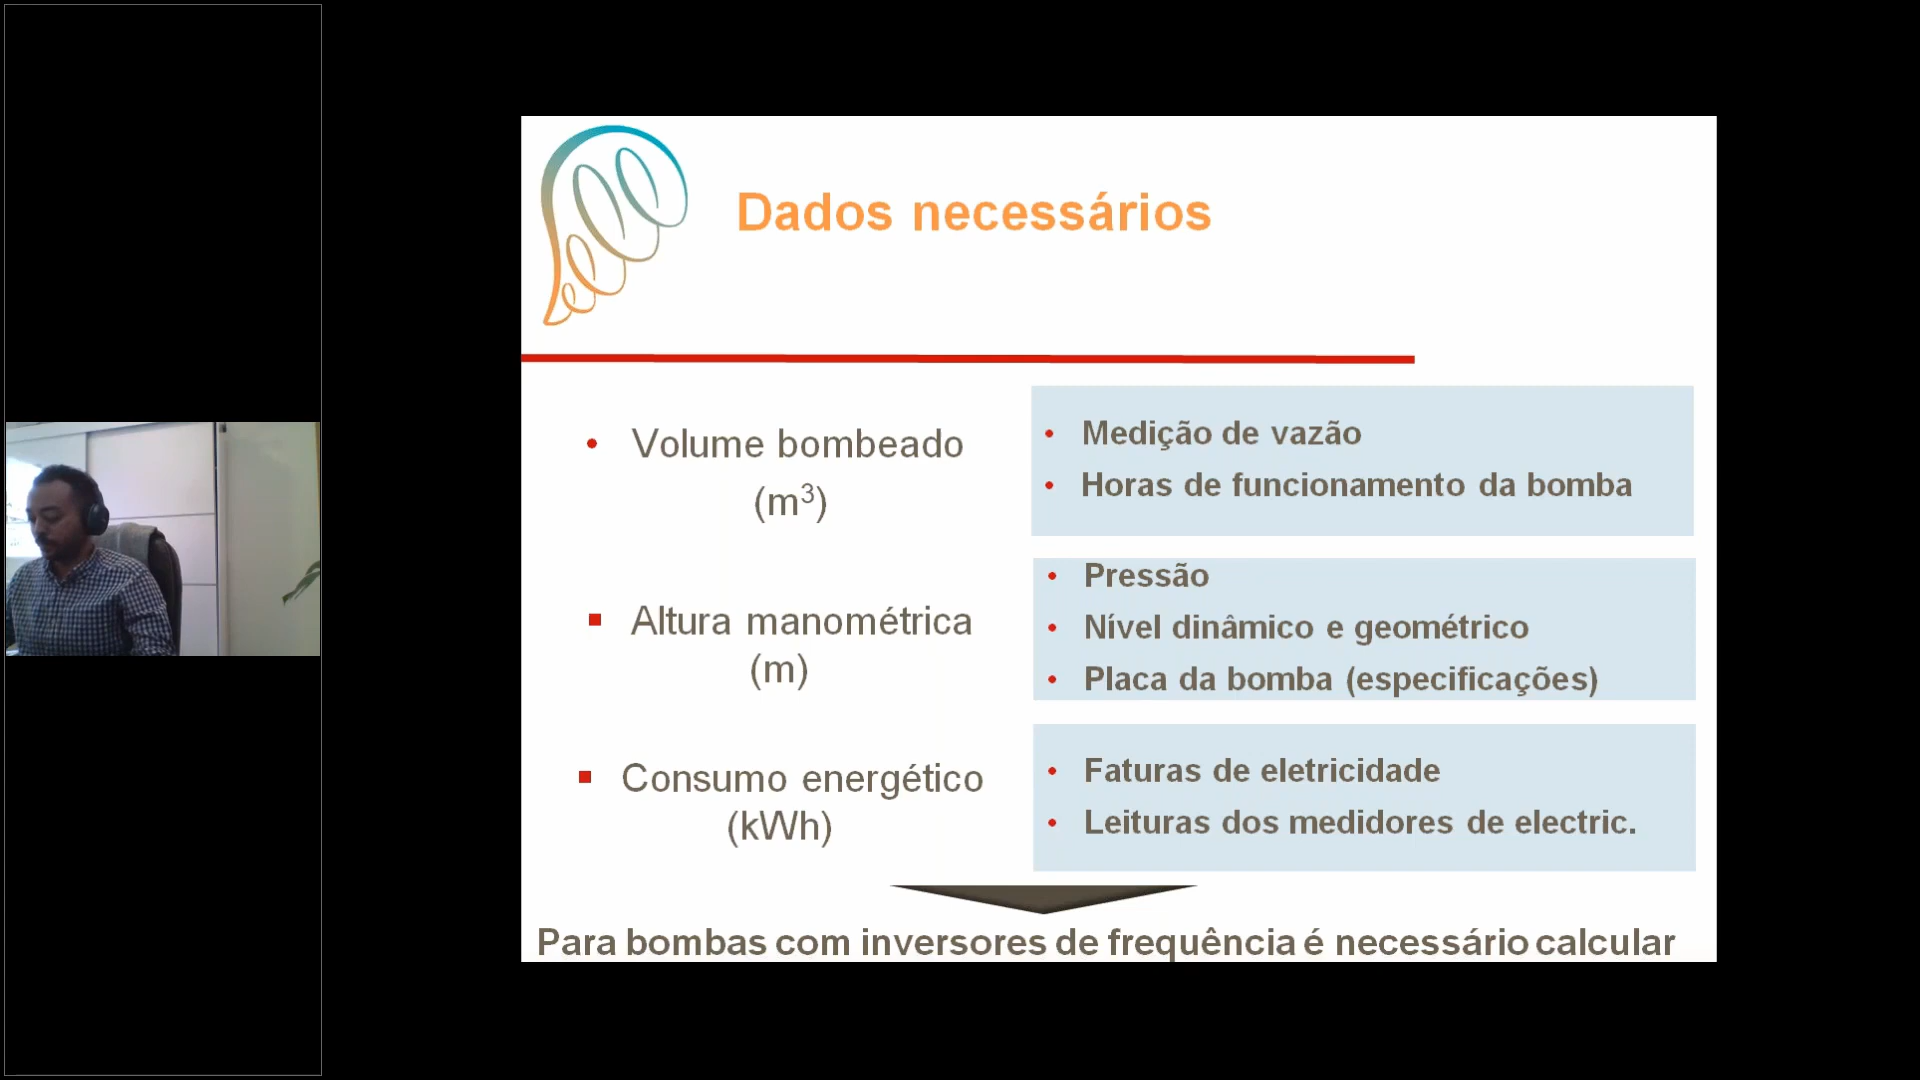 Dados necessários
• Volume bombeado
(m³)
• Medição de vazão
• Horas de funcionamento da bomba
▪ Altura manométrica
(m)
• Pressão
• Nível dinâmico e geométrico
• Placa da bomba (especificações)
▪ Consumo energético
(kWh)
• Faturas de eletricidade
• Leituras dos medidores de electric.
Para bombas com inversores de frequência é necessário calcular